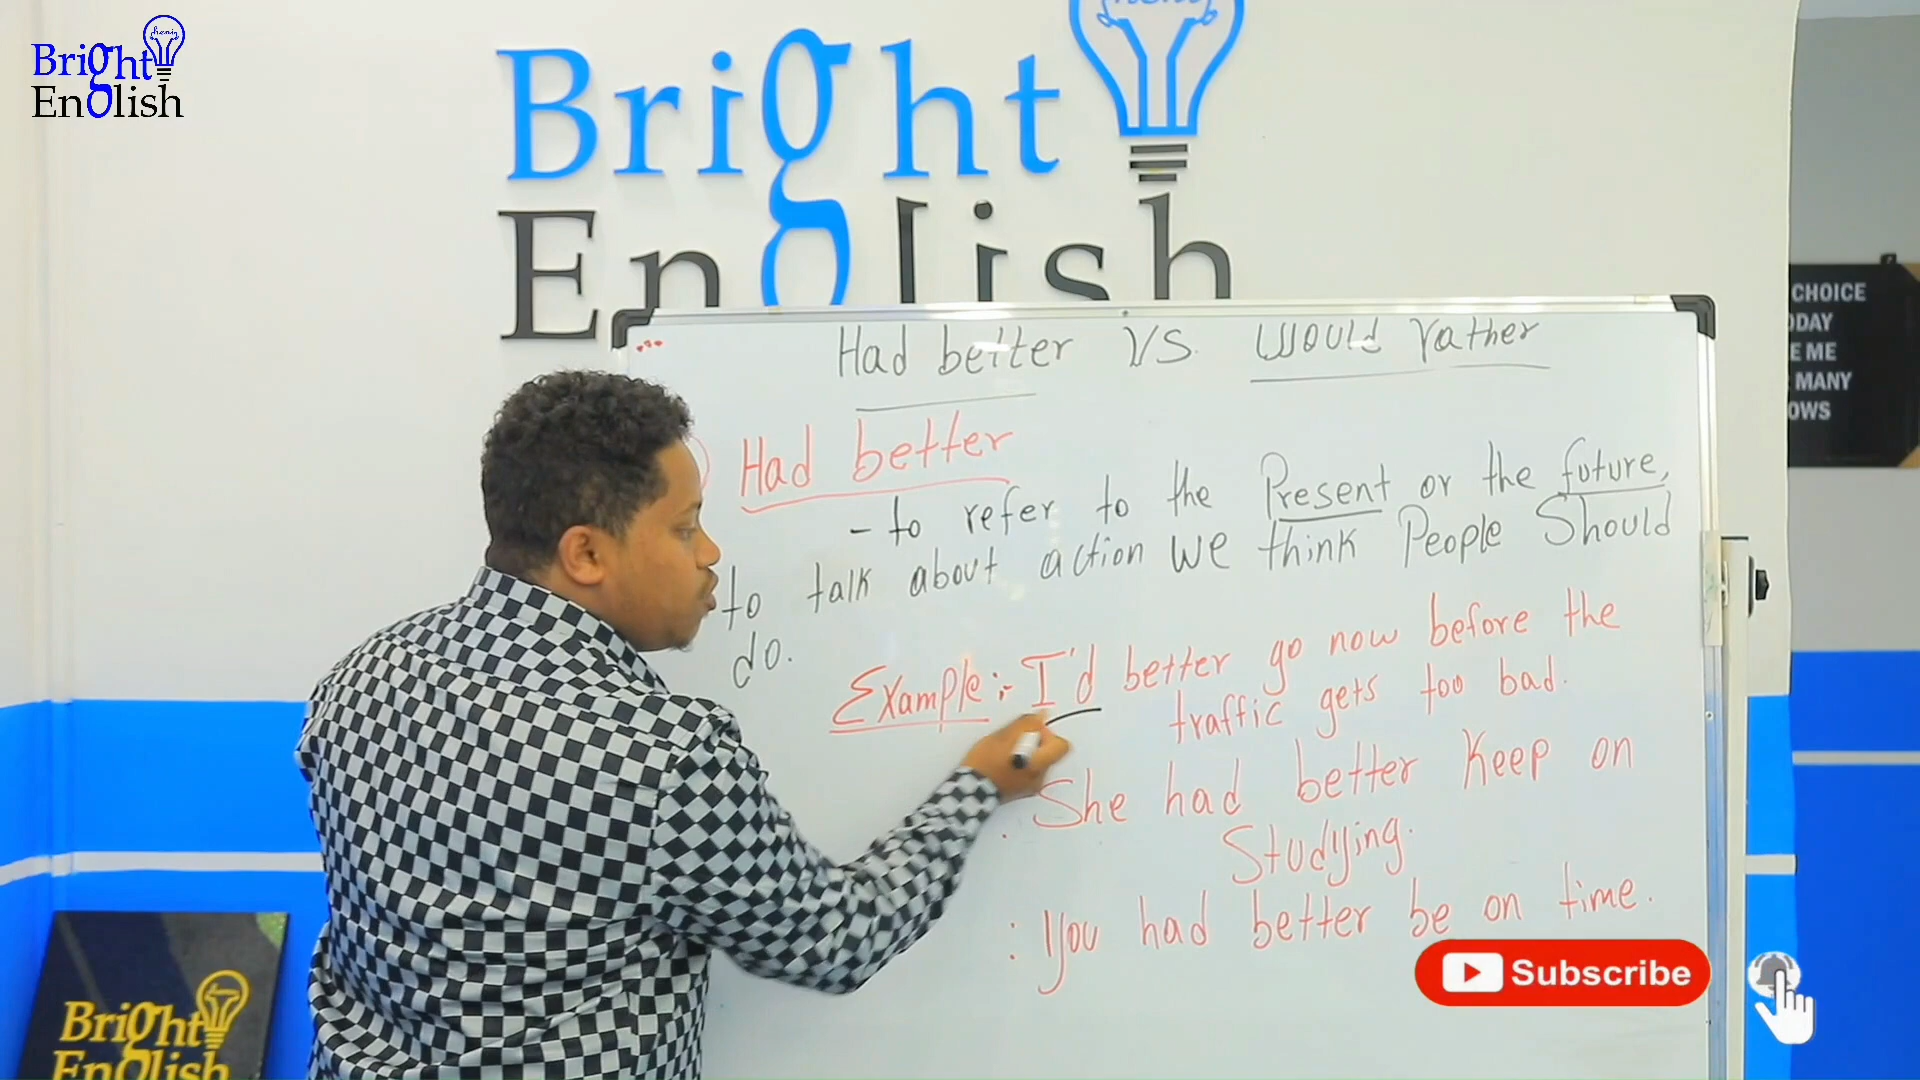 Bright
English
Bright
English
CHOICE
ODAY
E ME
MANY
OWS
Had better VS. Would rather
Had better
- to refer to the Present or the future,
to talk about action we think People Should
do.
Example:- I'd better go now before the
traffic gets too bad.
. She had better keep on
Studying.
: You had better be on time.
Subscribe
Bright
English